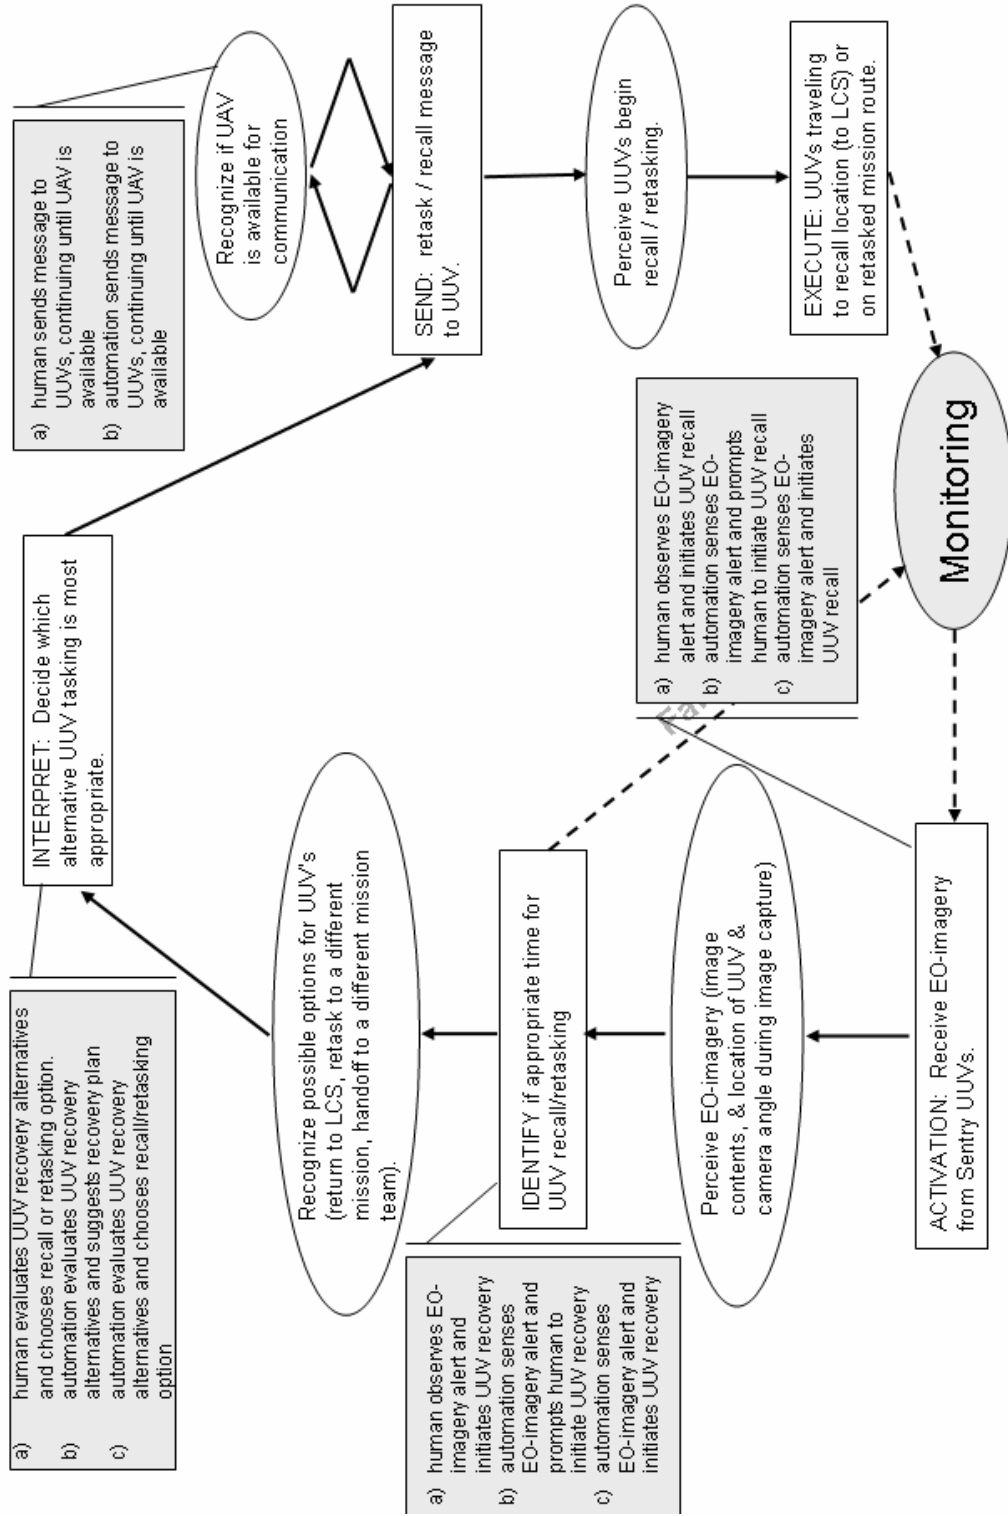 a) human evaluates UUV recovery alternatives
and chooses recall or retasking option.
b) automation evaluates UUV recovery
alternatives and suggests recovery plan
c) automation evaluates UUV recovery
alternatives and chooses recall/retasking
option
INTERPRET: Decide which
alternative UUV tasking is most
appropriate.
a) human sends message to
UUVs, continuing until UAV is
available
b) automation sends message to
UUVs, continuing until UAV is
available
Recognize if UAV
is available for
communication
Recognize possible options for UUV's
(return to LCS, retask to a different
mission, handoff to a different mission
team).
SEND: retask / recall message
to UUV.
a) human observes EO-
imagery alert and
initiates UUV recovery
b) automation senses
EO-imagery alert and
prompts human to
initiate UUV recovery
c) automation senses
EO-imagery alert and
initiates UUV recovery
IDENTIFY if appropriate time for
UUV recall/retasking
Perceive UUVs begin
recall / retasking.
Perceive EO-imagery (image
contents, & location of UUV &
camera angle during image capture)
Fa
a) human observes EO-imagery
alert and initiates UUV recall
b) automation senses EO-
imagery alert and prompts
human to initiate UUV recall
c) automation senses EO-
imagery alert and initiates
UUV recall
EXECUTE: UUVs traveling
to recall location (to LCS) or
on retasked mission route.
ACTIVATION: Receive EO-imagery
from Sentry UUVs.
Monitoring